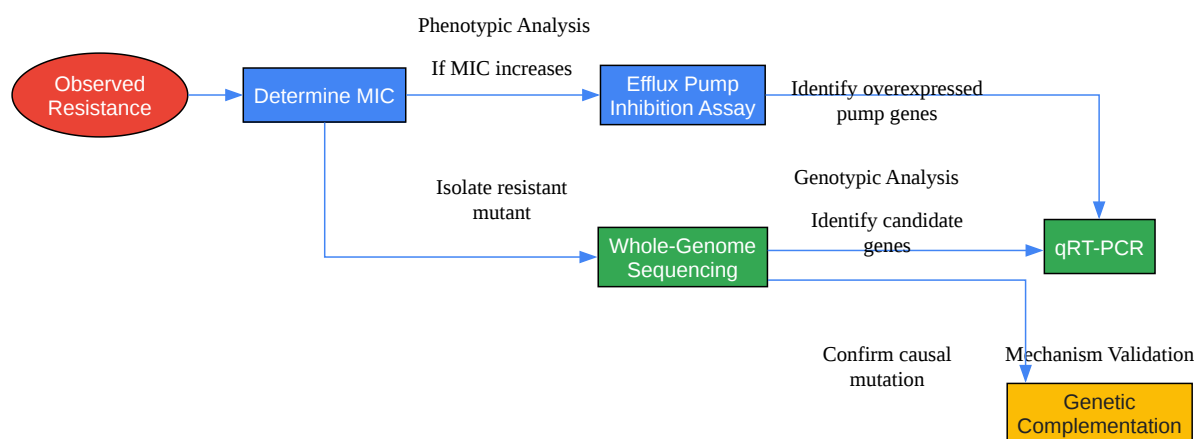 Phenotypic Analysis
Observed
Resistance
Determine MIC
If MIC increases
Efflux Pump
Inhibition Assay
Identify overexpressed
pump genes
Isolate resistant
mutant
Genotypic Analysis
Whole-Genome
Sequencing
Identify candidate
genes
qRT-PCR
Confirm causal
mutation
Mechanism Validation
Genetic
Complementation